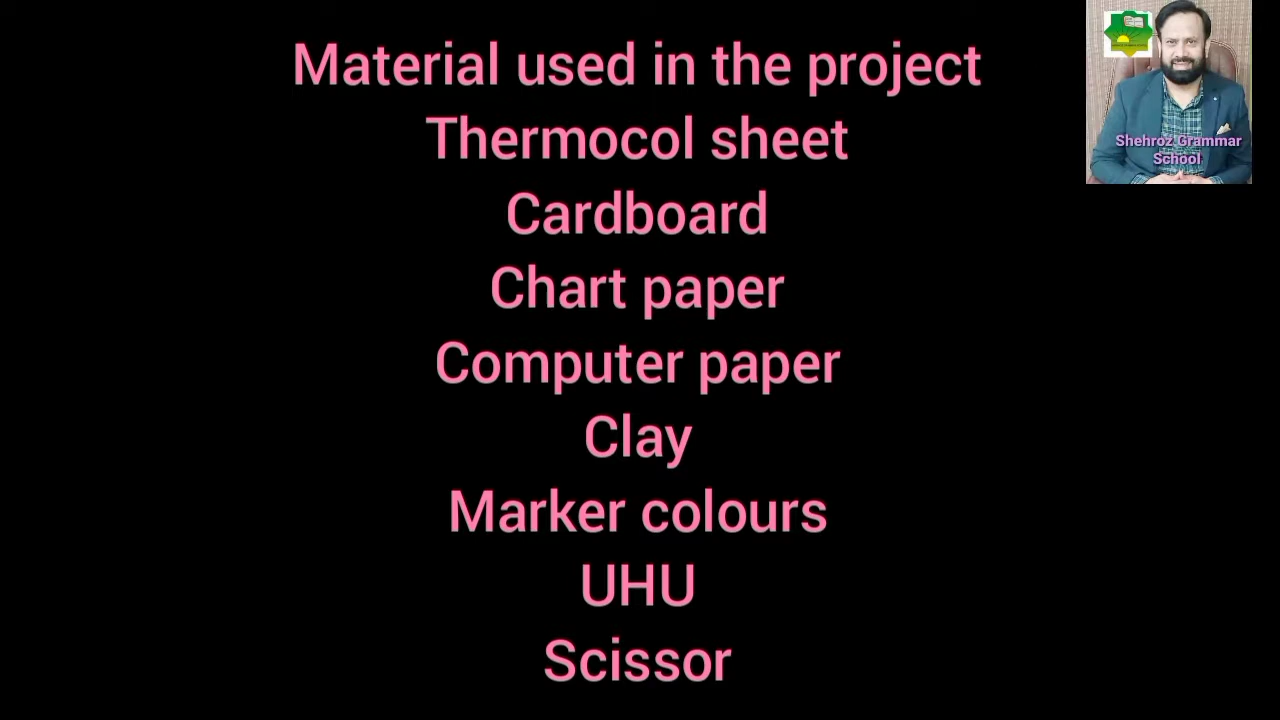 Material used in the project
Thermocol sheet
Cardboard
Chart paper
Computer paper
Clay
Marker colours
UHU
Scissor
Shehroz Grammar
School